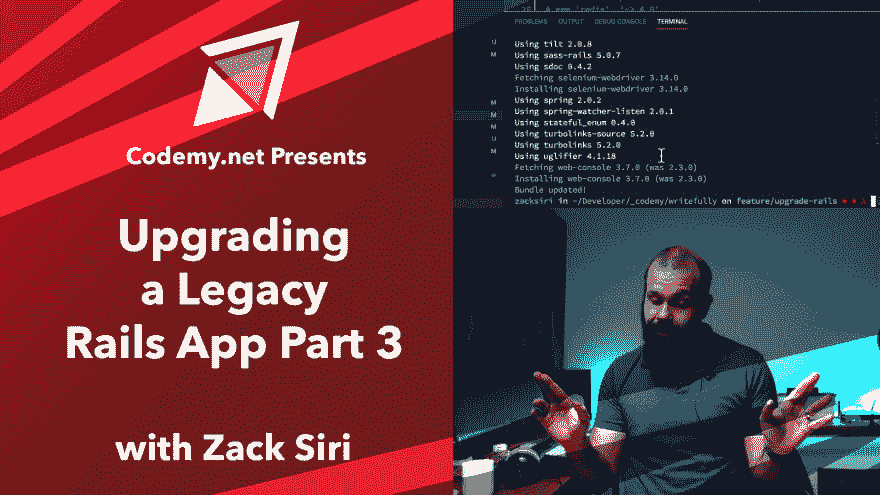 Codemy.net Presents
Upgrading
a Legacy
Rails App Part 3
with Zack Siri
PROBLEMS OUTPUT DEBUG CONSOLE TERMINAL
U
M
M
M
M
U
M
Using tilt 2.0.8
Using sass-rails 5.0.7
Using sdoc 0.4.2
Fetching selenium-webdriver 3.14.0
Installing selenium-webdriver 3.14.0
Using spring 2.0.2
Using spring-watcher-listen 2.0.1
Using stateful_enum 0.4.0
Using turbolinks-source 5.2.0
Using turbolinks 5.2.0
Using uglifier 4.1.18
Fetching web-console 3.7.0 (was 2.3.0)
Installing web-console 3.7.0 (was 2.3.0)
Bundle updated!
zacksiri in ~/Developer/_codemy/writefully on feature/upgrade-rails